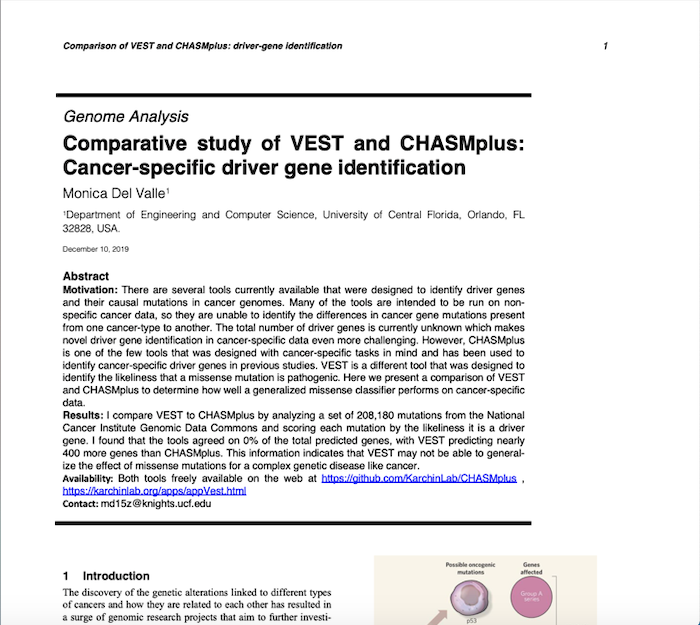 Comparison of VEST and CHASMplus: driver-gene identification
1
Genome Analysis
Comparative study of VEST and CHASMplus:
Cancer-specific driver gene identification
Monica Del Valle¹
¹Department of Engineering and Computer Science, University of Central Florida, Orlando, FL
32828, USA.
December 10, 2019
Abstract
Motivation: There are several tools currently available that were designed to identify driver genes
and their causal mutations in cancer genomes. Many of the tools are intended to be run on non-
specific cancer data, so they are unable to identify the differences in cancer gene mutations present
from one cancer-type to another. The total number of driver genes is currently unknown which makes
novel driver gene identification in cancer-specific data even more challenging. However, CHASMplus
is one of the few tools that was designed with cancer-specific tasks in mind and has been used to
identify cancer-specific driver genes in previous studies. VEST is a different tool that was designed to
identify the likeliness that a missense mutation is pathogenic. Here we present a comparison of VEST
and CHASMplus to determine how well a generalized missense classifier performs on cancer-specific
data.
Results: I compare VEST to CHASMplus by analyzing a set of 208,180 mutations from the National
Cancer Institute Genomic Data Commons and scoring each mutation by the likeliness it is a driver
gene. I found that the tools agreed on 0% of the total predicted genes, with VEST predicting nearly
400 more genes than CHASMplus. This information indicates that VEST may not be able to general-
ize the effect of missense mutations for a complex genetic disease like cancer.
Availability: Both tools freely available on the web at https://github.com/KarchinLab/CHASMplus ,
https://karchinlab.org/apps/appVest.html
Contact: md15z@knights.ucf.edu
1 Introduction
The discovery of the genetic alterations linked to different types
of cancers and how they are related to each other has resulted in
a surge of genomic research projects that aim to further investi-
Possible oncogenic
mutations
Genes
affected
Group A
series
p53